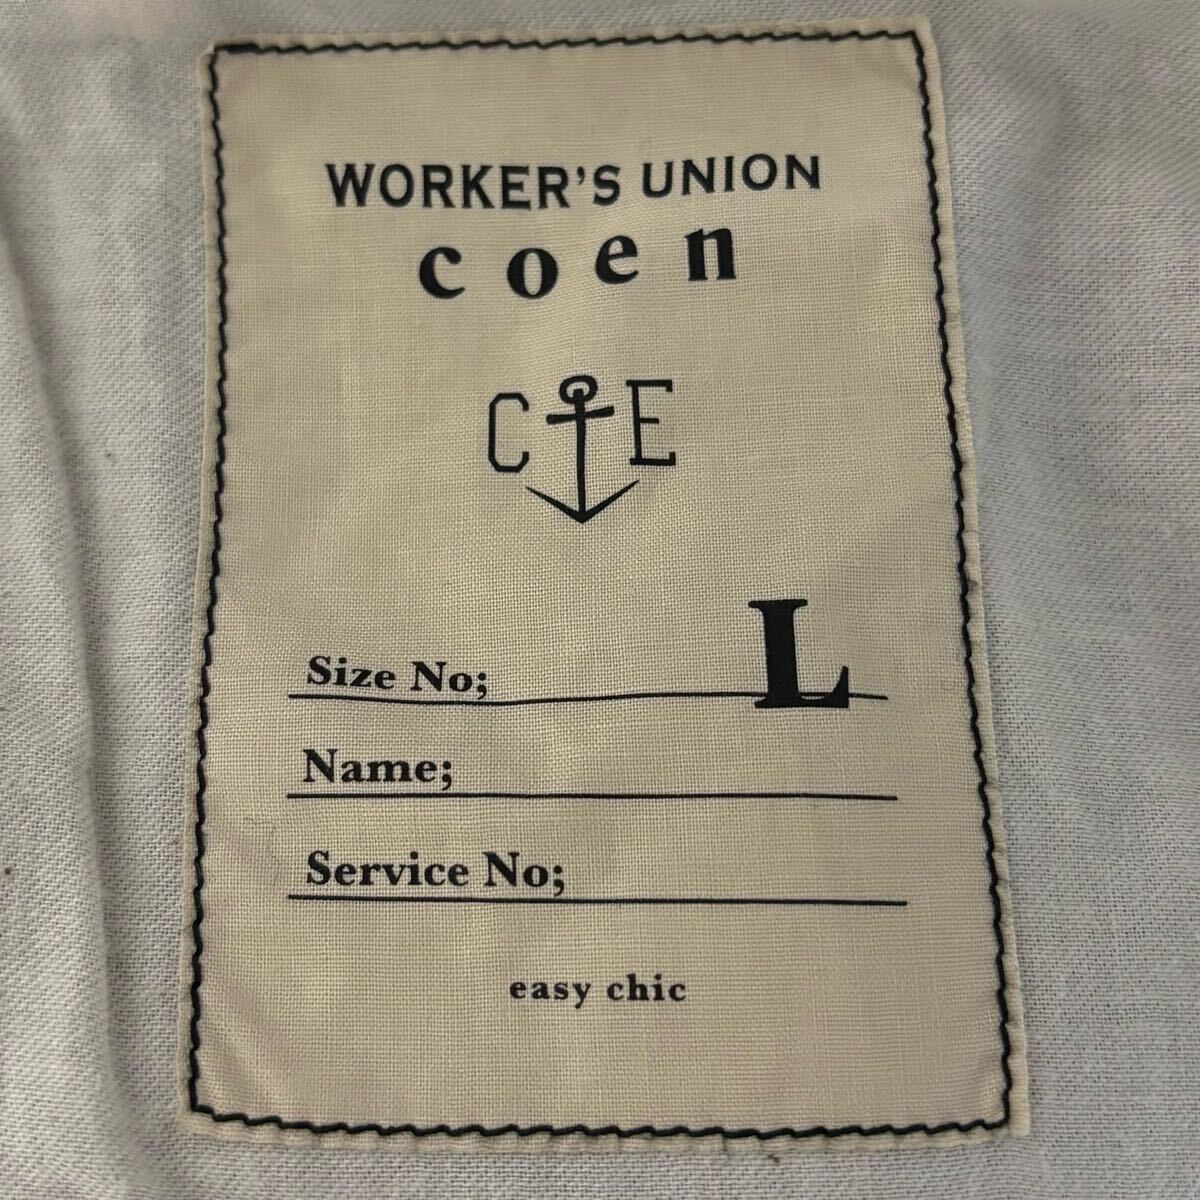 WORKER'S UNION
coen
C E
Size No; L
Name;
Service No;
easy chic